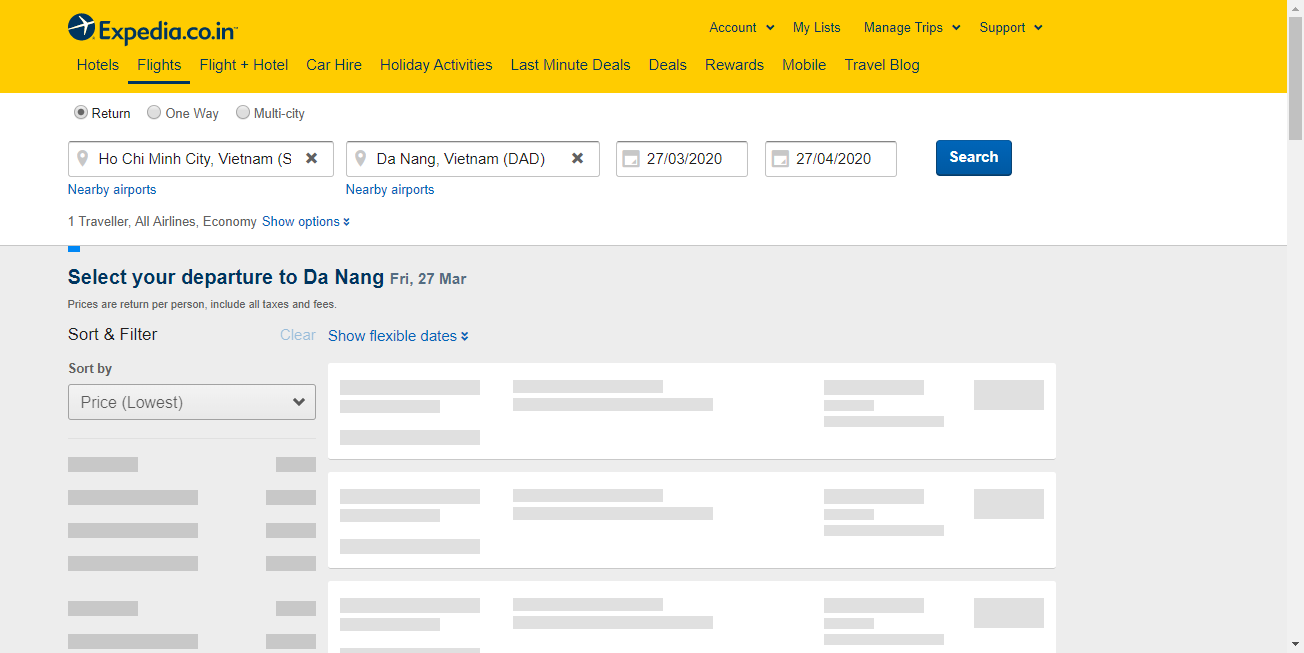 Expedia.co.in
Account My Lists Manage Trips Support
Hotels Flights Flight + Hotel Car Hire Holiday Activities Last Minute Deals Deals Rewards Mobile Travel Blog
Return One Way Multi-city
Ho Chi Minh City, Vietnam (S Da Nang, Vietnam (DAD) 27/03/2020 27/04/2020 Search
Nearby airports Nearby airports
1 Traveller, All Airlines, Economy Show options
Select your departure to Da Nang Fri, 27 Mar
Prices are return per person, include all taxes and fees.
Sort & Filter Clear Show flexible dates
Sort by
Price (Lowest)